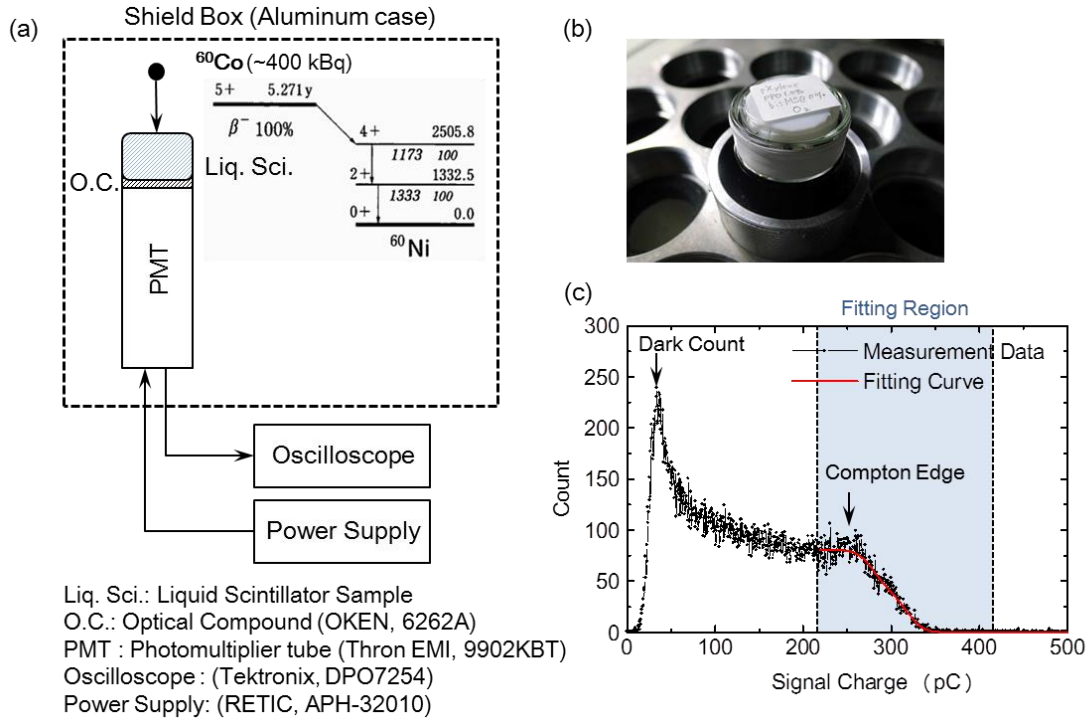 (a)
Shield Box (Aluminum case)
⁶⁰Co (~400 kBq)
5+ 5.271y
β⁻ 100%
4+ 2505.8
1173 100
2+ 1332.5
1333 100
0+ 0.0
⁶⁰Ni
Liq. Sci.
O.C.
PMT
Oscilloscope
Power Supply
Liq. Sci.: Liquid Scintillator Sample
O.C.: Optical Compound (OKEN, 6262A)
PMT : Photomultiplier tube (Thron EMI, 9902KBT)
Oscilloscope : (Tektronix, DPO7254)
Power Supply: (RETIC, APH-32010)
(b)
(c)
Fitting Region
Dark Count
Measurement Data
Fitting Curve
Compton Edge
Count
300
250
200
150
100
50
0
0 100 200 300 400 500
Signal Charge (pC)